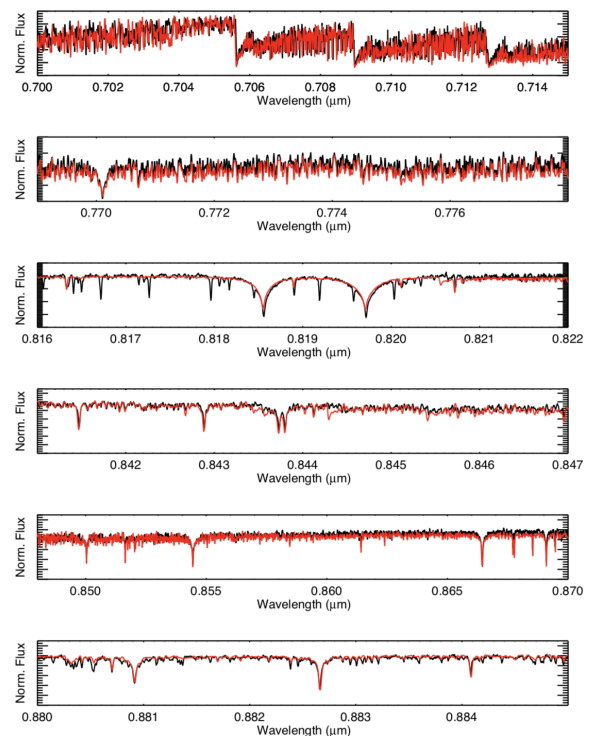 Norm. Flux
0.700 0.702 0.704 0.706 0.708 0.710 0.712 0.714
Wavelength (μm)
Norm. Flux
0.770 0.772 0.774 0.776
Wavelength (μm)
Norm. Flux
0.816 0.817 0.818 0.819 0.820 0.821 0.822
Wavelength (μm)
Norm. Flux
0.842 0.843 0.844 0.845 0.846 0.847
Wavelength (μm)
Norm. Flux
0.850 0.855 0.860 0.865 0.870
Wavelength (μm)
Norm. Flux
0.880 0.881 0.882 0.883 0.884
Wavelength (μm)